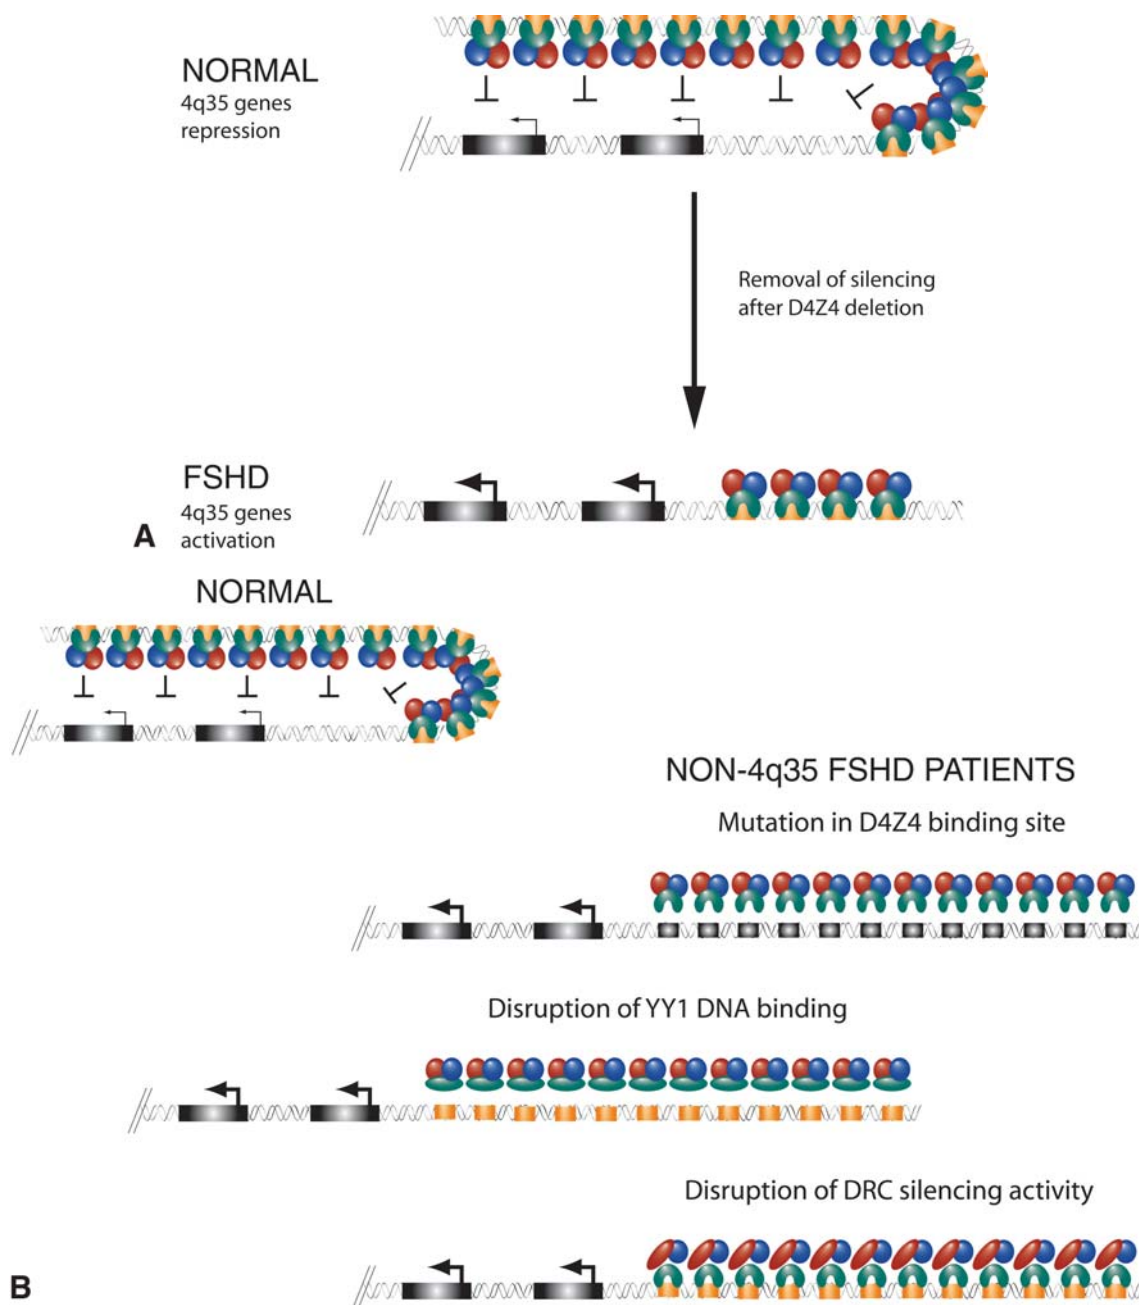 NORMAL
4q35 genes
repression
Removal of silencing
after D4Z4 deletion
FSHD
4q35 genes
activation
A
NORMAL
NON-4q35 FSHD PATIENTS
Mutation in D4Z4 binding site
Disruption of YY1 DNA binding
Disruption of DRC silencing activity
B